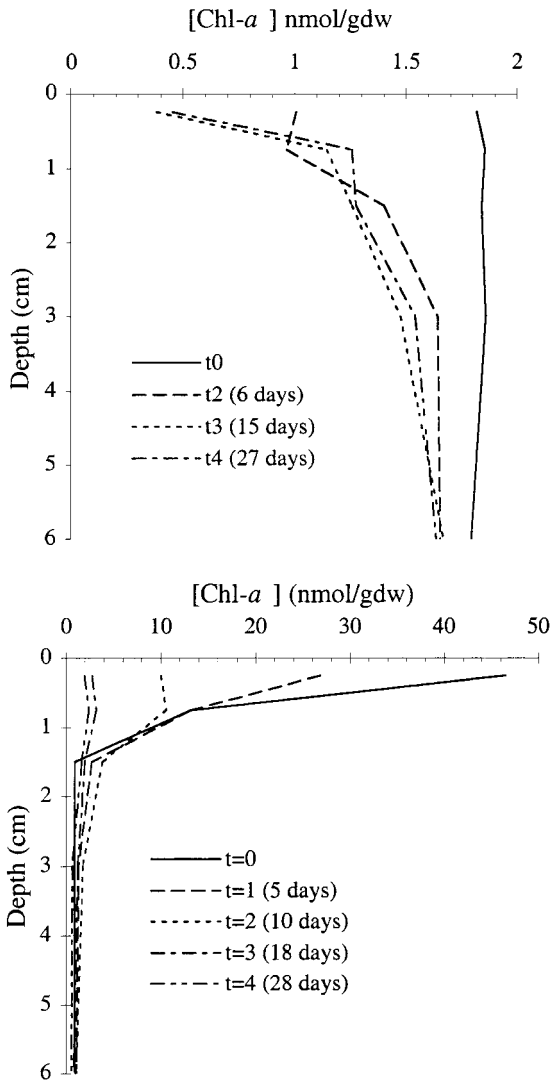 [Chl-a ] nmol/gdw
0 0.5 1 1.5 2
0
1
2
3
4
5
6
Depth (cm)
t0
t2 (6 days)
t3 (15 days)
t4 (27 days)
[Chl-a ] (nmol/gdw)
0 10 20 30 40 50
0
1
2
3
4
5
6
Depth (cm)
t=0
t=1 (5 days)
t=2 (10 days)
t=3 (18 days)
t=4 (28 days)